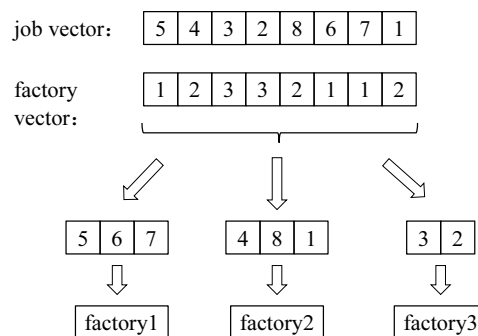 job vector： 5 4 3 2 8 6 7 1
factory vector： 1 2 3 3 2 1 1 2
5 6 7 4 8 1 3 2
factory1 factory2 factory3